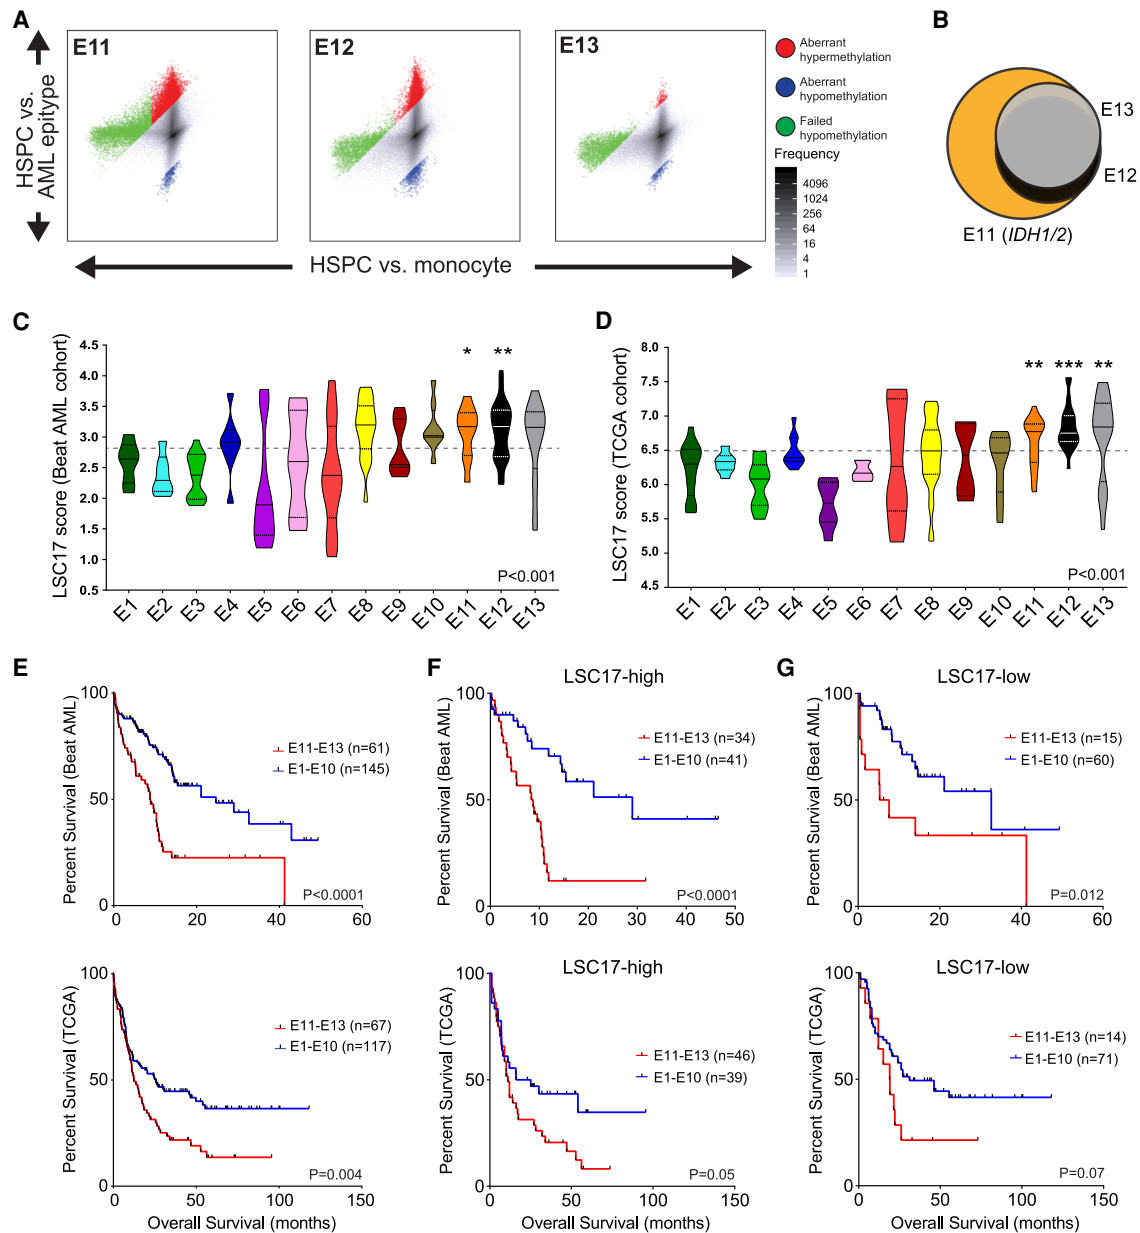 A
E11
E12
E13
HSPC vs.
AML epitype
HSPC vs. monocyte
Aberrant
hypermethylation
Aberrant
hypomethylation
Failed
hypomethylation
Frequency
4096
1024
256
64
16
4
1
B
E13
E12
E11 (IDH1/2)
C
LSC17 score (Beat AML cohort)
4.5
4.0
3.5
3.0
2.5
2.0
1.5
1.0
0.5
*
**
P<0.001
E1
E2
E3
E4
E5
E6
E7
E8
E9
E10
E11
E12
E13
D
LSC17 score (TCGA cohort)
8.0
7.5
7.0
6.5
6.0
5.5
5.0
4.5
**
***
**
P<0.001
E1
E2
E3
E4
E5
E6
E7
E8
E9
E10
E11
E12
E13
E
Percent Survival (Beat AML)
100
50
0
E11-E13 (n=61)
E1-E10 (n=145)
P<0.0001
0 20 40 60
F
LSC17-high
Percent Survival (Beat AML)
100
50
0
E11-E13 (n=34)
E1-E10 (n=41)
P<0.0001
0 10 20 30 40 50
G
LSC17-low
Percent Survival (Beat AML)
100
50
0
E11-E13 (n=15)
E1-E10 (n=60)
P=0.012
0 20 40 60
Percent Survival (TCGA)
100
50
0
E11-E13 (n=67)
E1-E10 (n=117)
P=0.004
0 50 100 150
Overall Survival (months)
LSC17-high
Percent Survival (TCGA)
100
50
0
E11-E13 (n=46)
E1-E10 (n=39)
P=0.05
0 50 100 150
Overall Survival (months)
LSC17-low
Percent Survival (TCGA)
100
50
0
E11-E13 (n=14)
E1-E10 (n=71)
P=0.07
0 50 100 150
Overall Survival (months)